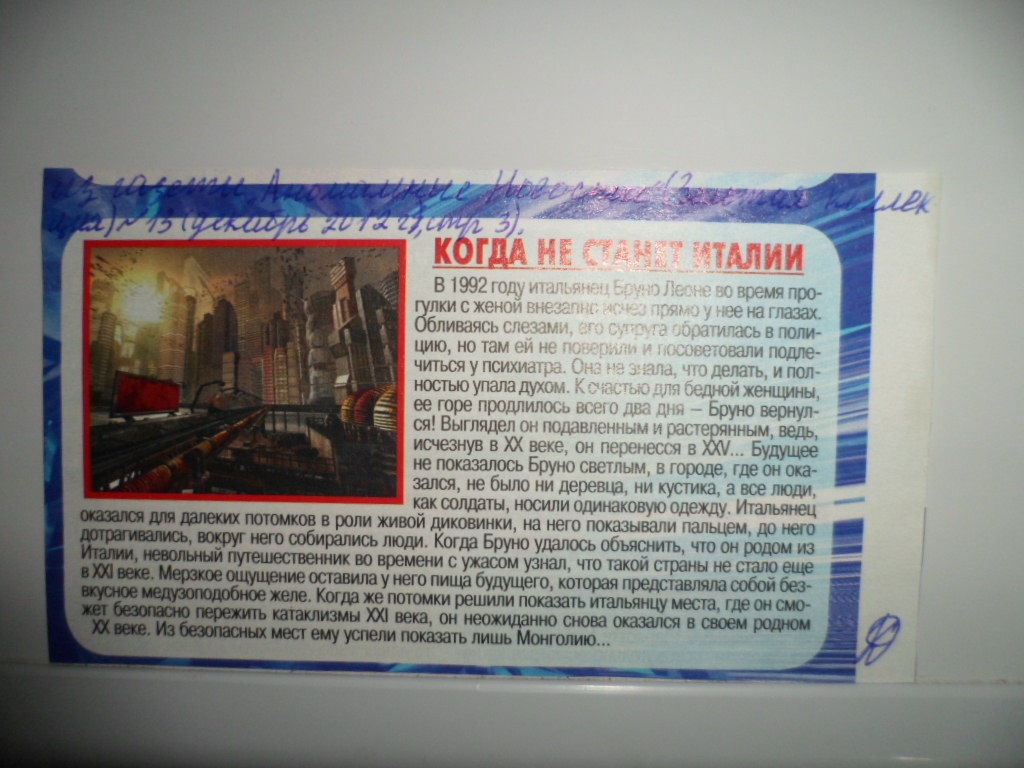 из газеты "Аномальные Новости" (Золотая коллек
ция) №13 (декабрь 2012 г), стр 3).
КОГДА НЕ СТАНЕТ ИТАЛИИ
В 1992 году итальянец Бруно Леоне во время про-
гулки с женой внезапно исчез прямо у нее на глазах.
Обливаясь слезами, его супруга обратилась в поли-
цию, но там ей не поверили и посоветовали подле-
читься у психиатра. Она не знала, что делать, и пол-
ностью упала духом. К счастью для бедной женщины,
ее горе продлилось всего два дня – Бруно вернул-
ся! Выглядел он подавленным и растерянным, ведь,
исчезнув в XX веке, он перенесся в XXV... Будущее
не показалось Бруно светлым, в городе, где он ока-
зался, не было ни деревца, ни кустика, а все люди,
как солдаты, носили одинаковую одежду. Итальянец
оказался для далеких потомков в роли живой диковинки, на него показывали пальцем, до него
дотрагивались, вокруг него собирались люди. Когда Бруно удалось объяснить, что он родом из
Италии, невольный путешественник во времени с ужасом узнал, что такой страны не стало еще
в XXI веке. Мерзкое ощущение оставила у него пища будущего, которая представляла собой без-
вкусное медузоподобное желе. Когда же потомки решили показать итальянцу места, где он смо-
жет безопасно пережить катаклизмы XXI века, он неожиданно снова оказался в своем родном
XX веке. Из безопасных мест ему успели показать лишь Монголию...